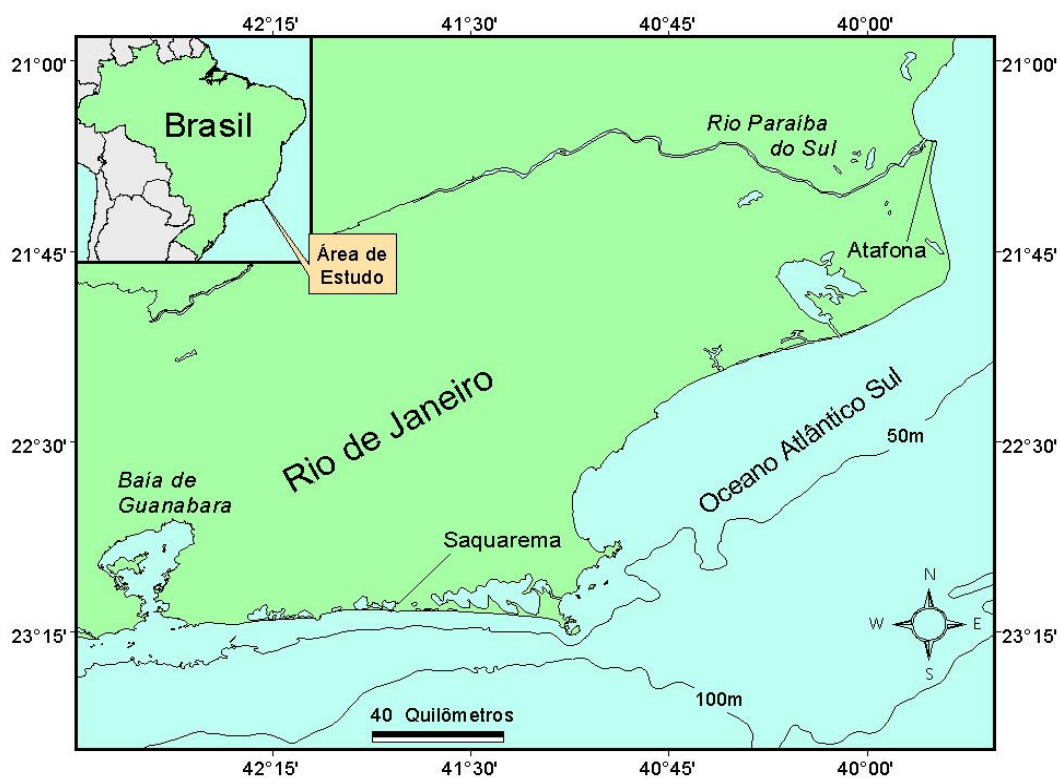 42°15' 41°30' 40°45' 40°00'
21°00' 21°00'
Brasil
Rio Paraíba
do Sul
Área de
Estudo
Atafona
21°45' 21°45'
Rio de Janeiro
Oceano Atlântico Sul
50m
22°30' 22°30'
Baía de
Guanabara
Saquarema
N
W E
S
23°15' 23°15'
100m
40 Quilômetros
42°15' 41°30' 40°45' 40°00'